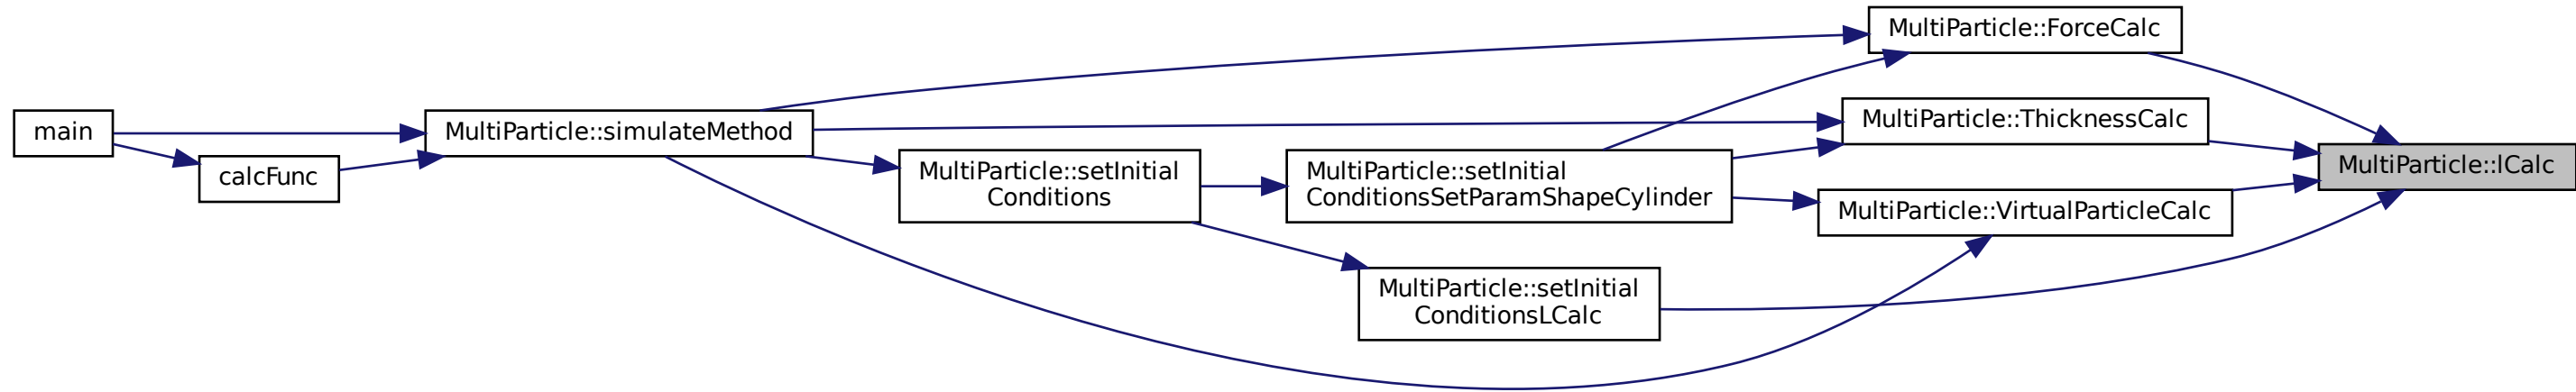 main
calcFunc
MultiParticle::simulateMethod
MultiParticle::setInitial
Conditions
MultiParticle::setInitial
ConditionsSetParamShapeCylinder
MultiParticle::setInitial
ConditionsLCalc
MultiParticle::ForceCalc
MultiParticle::ThicknessCalc
MultiParticle::VirtualParticleCalc
MultiParticle::lCalc